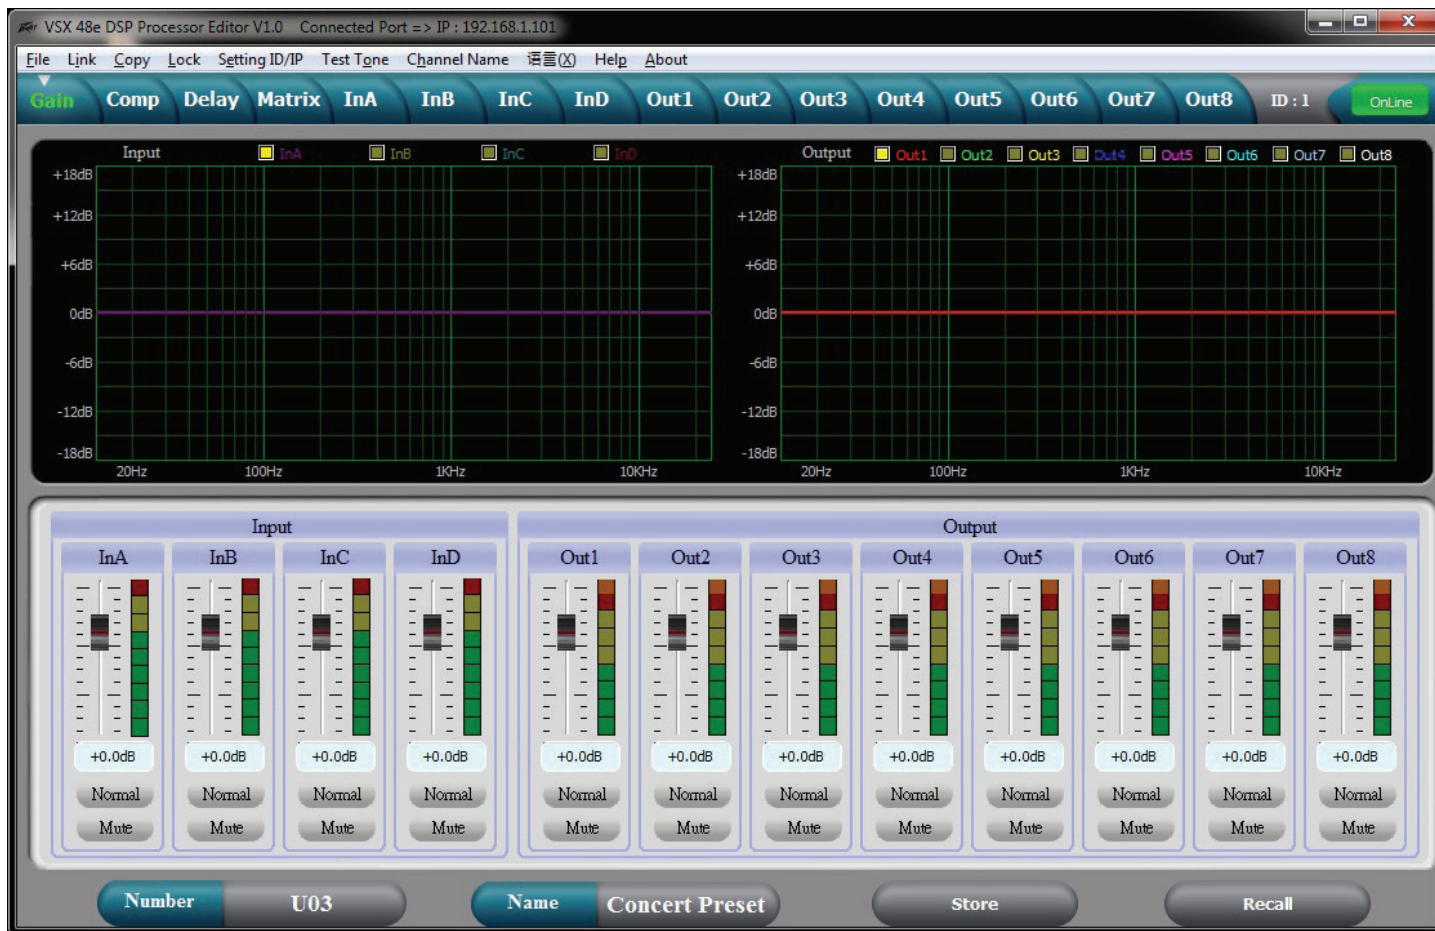 VSX 48e DSP Processor Editor V1.0 Connected Port => IP : 192.168.1.101
File Link Copy Lock Setting ID/IP Test Tone Channel Name 语言(X) Help About
Gain Comp Delay Matrix InA InB InC InD Out1 Out2 Out3 Out4 Out5 Out6 Out7 Out8 ID : 1 OnLine
Input InA InB InC InD
+18dB
+12dB
+6dB
0dB
-6dB
-12dB
-18dB
20Hz 100Hz 1KHz 10KHz
Output Out1 Out2 Out3 Out4 Out5 Out6 Out7 Out8
+18dB
+12dB
+6dB
0dB
-6dB
-12dB
-18dB
20Hz 100Hz 1KHz 10KHz
Input Output
InA InB InC InD Out1 Out2 Out3 Out4 Out5 Out6 Out7 Out8
+0.0dB +0.0dB +0.0dB +0.0dB +0.0dB +0.0dB +0.0dB +0.0dB +0.0dB +0.0dB +0.0dB +0.0dB
Normal Normal Normal Normal Normal Normal Normal Normal Normal Normal Normal Normal
Mute Mute Mute Mute Mute Mute Mute Mute Mute Mute Mute Mute
Number U03 Name Concert Preset Store Recall